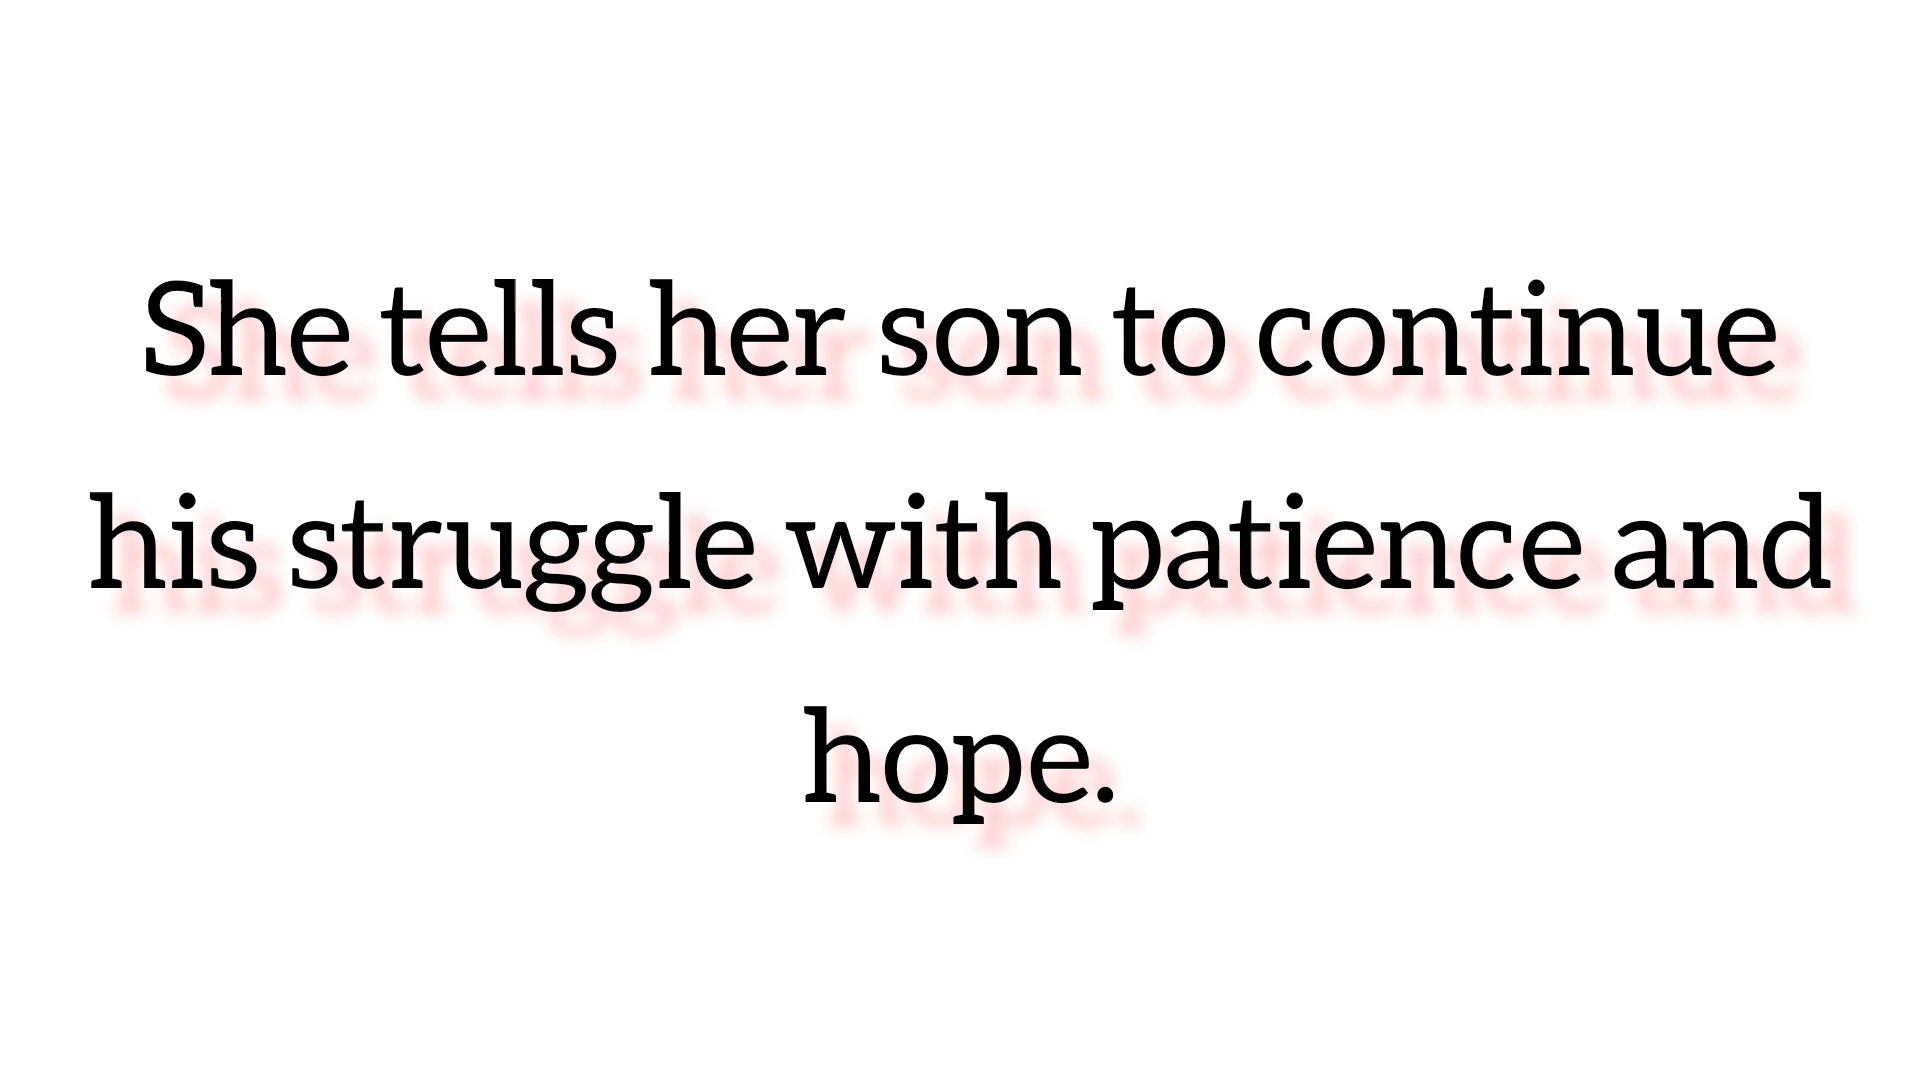 She tells her son to continue
his struggle with patience and
hope.